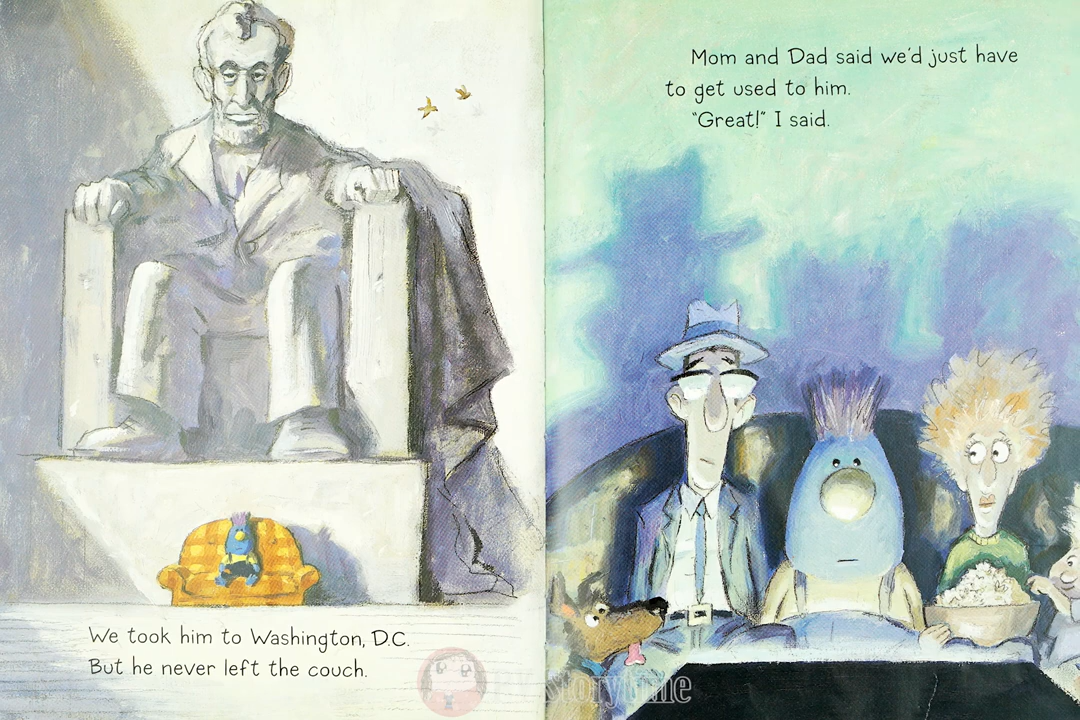 We took him to Washington, D.C.
But he never left the couch.
Mom and Dad said we'd just have
to get used to him.
"Great!" I said.
storytime